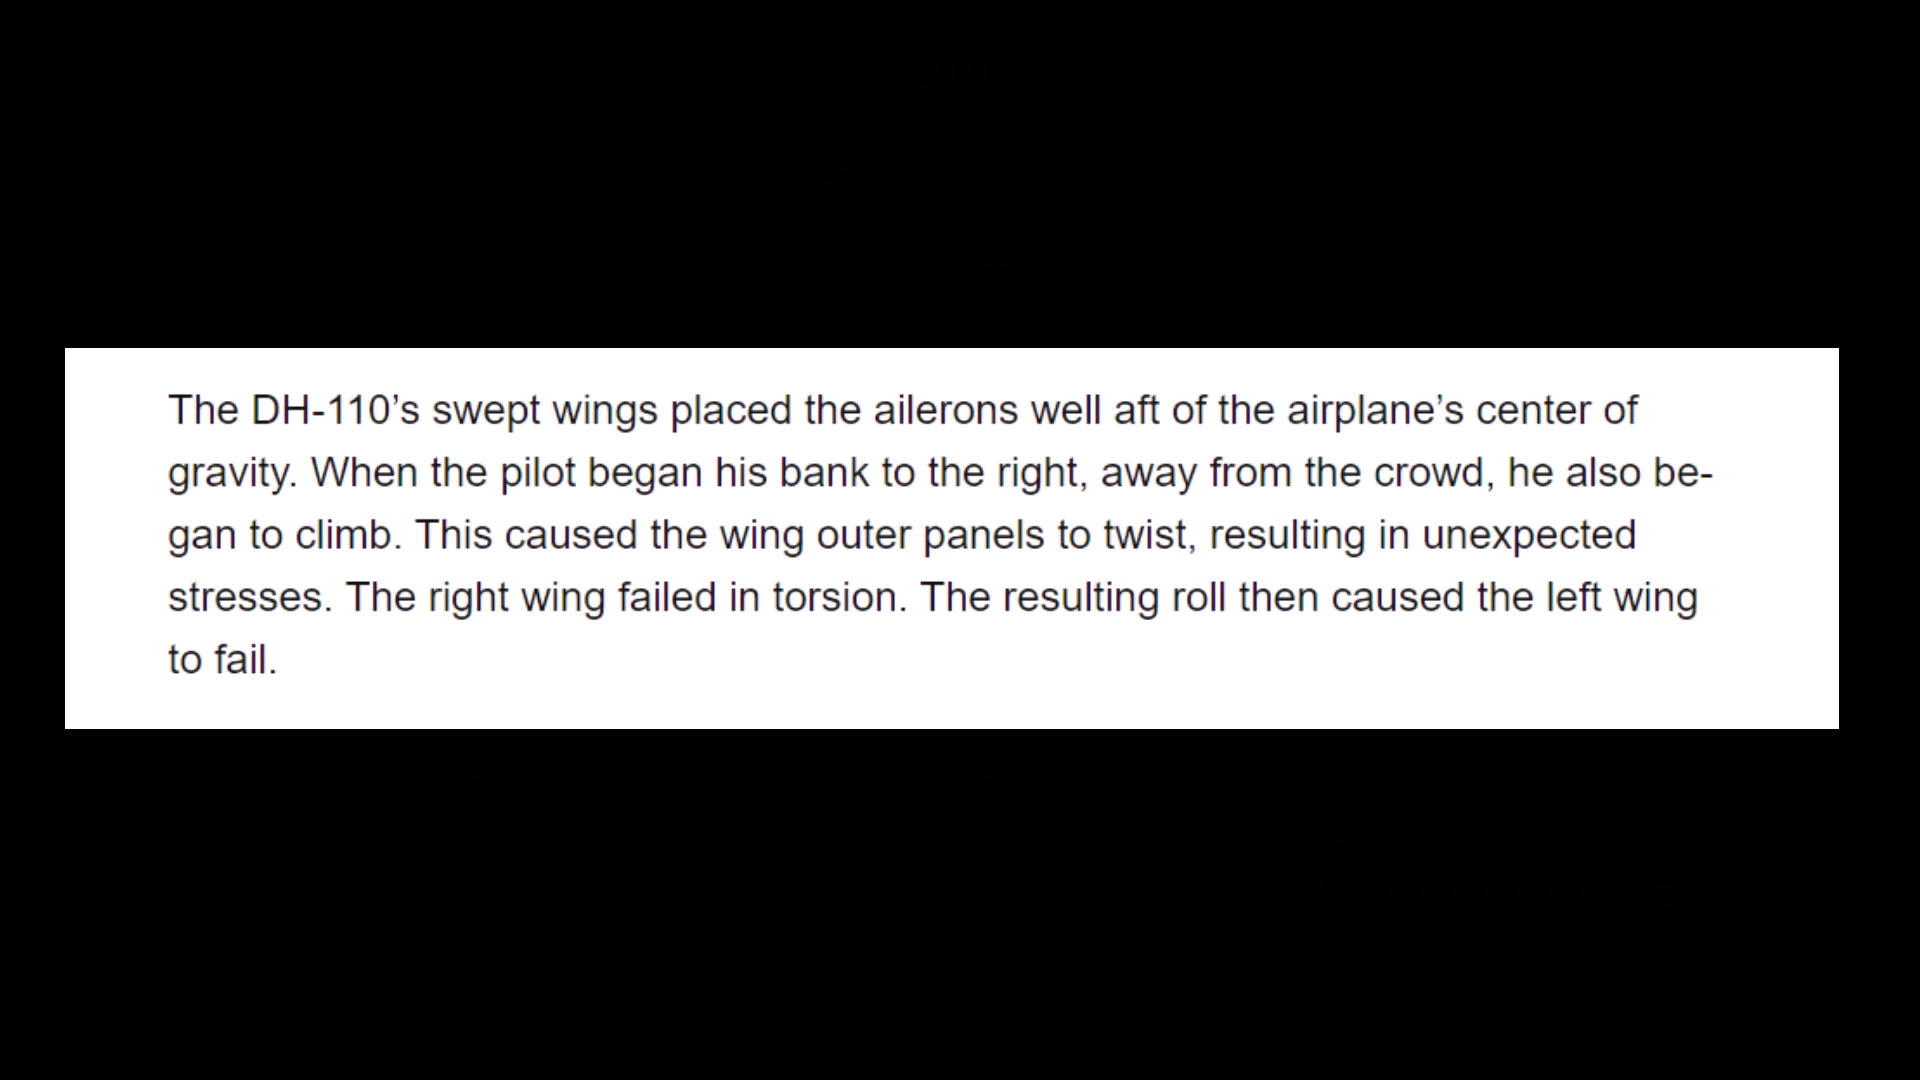 The DH-110’s swept wings placed the ailerons well aft of the airplane’s center of
gravity. When the pilot began his bank to the right, away from the crowd, he also be-
gan to climb. This caused the wing outer panels to twist, resulting in unexpected
stresses. The right wing failed in torsion. The resulting roll then caused the left wing
to fail.